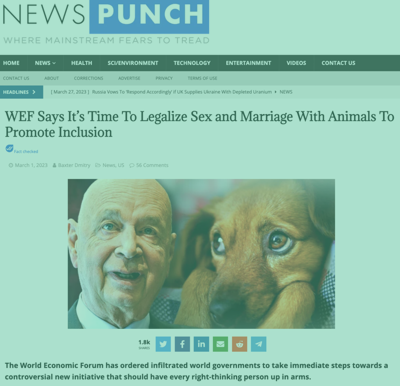 NEWS PUNCH
WHERE MAINSTREAM FEARS TO TREAD
HOME NEWS HEALTH SCI/ENVIRONMENT TECHNOLOGY ENTERTAINMENT VIDEOS CONTACT US
CONTACT US ABOUT CORRECTIONS ADVERTISE PRIVACY TERMS OF USE
HEADLINES [ March 27, 2023 ] Russia Vows To 'Respond Accordingly' if UK Supplies Ukraine With Depleted Uranium NEWS
WEF Says It's Time To Legalize Sex and Marriage With Animals To
Promote Inclusion
Fact checked
March 1, 2023 Baxter Dmitry News, US 36 Comments
1.8k
SHARES
The World Economic Forum has ordered infiltrated world governments to take immediate steps towards a
controversial new initiative that should have every right-thinking person up in arms.